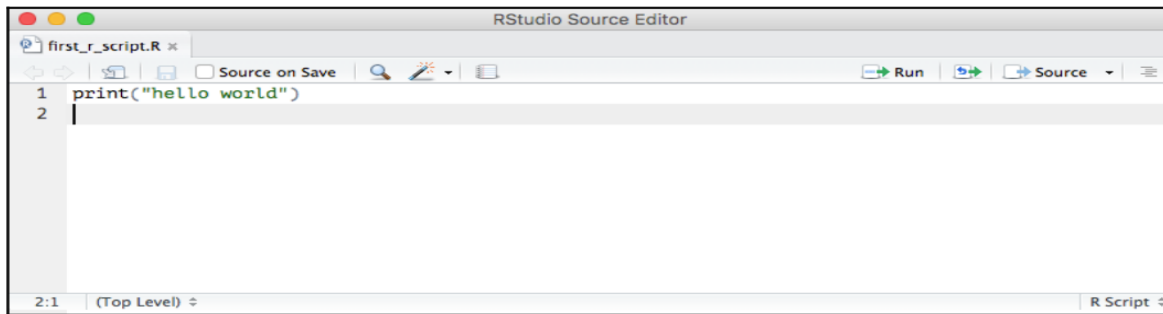 RStudio Source Editor
first_r_script.R ×
Source on Save Run Source
1 print("hello world")
2
2:1 (Top Level) R Script